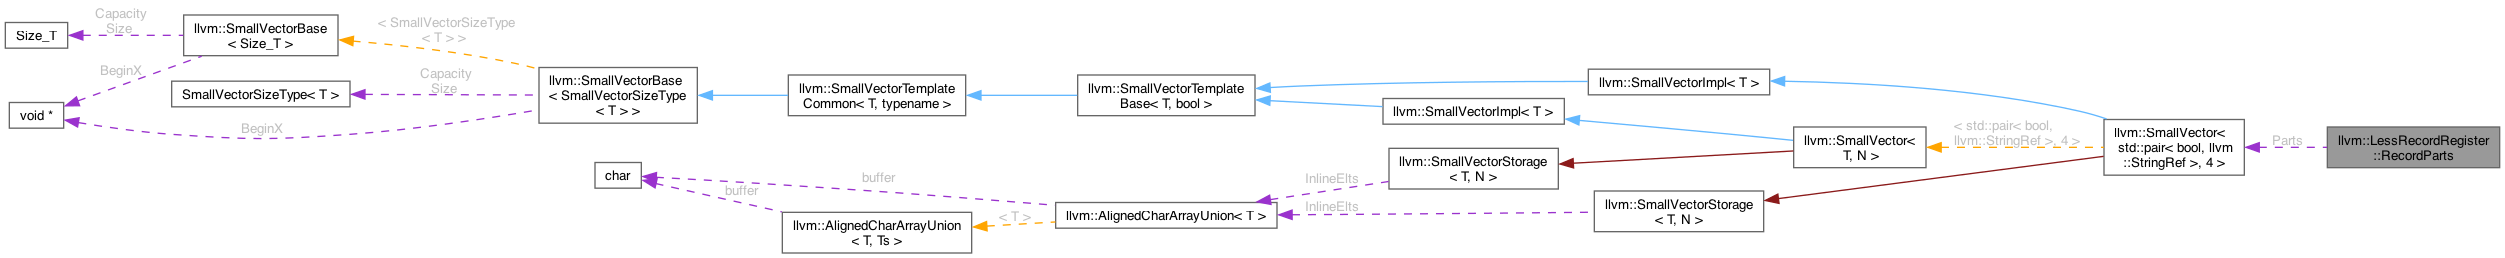 Size_T
Capacity
Size
llvm::SmallVectorBase
< Size_T >
< SmallVectorSizeType
< T > >
BeginX
SmallVectorSizeType< T >
Capacity
Size
void *
BeginX
llvm::SmallVectorBase
< SmallVectorSizeType
< T > >
llvm::SmallVectorTemplate
Common< T, typename >
llvm::SmallVectorTemplate
Base< T, bool >
llvm::SmallVectorImpl< T >
llvm::SmallVectorImpl< T >
llvm::SmallVector<
T, N >
< std::pair< bool,
llvm::StringRef >, 4 >
llvm::SmallVector<
std::pair< bool, llvm
::StringRef >, 4 >
Parts
llvm::LessRecordRegister
::RecordParts
char
buffer
buffer
llvm::AlignedCharArrayUnion
< T, Ts >
< T >
llvm::AlignedCharArrayUnion< T >
InlineElts
InlineElts
llvm::SmallVectorStorage
< T, N >
llvm::SmallVectorStorage
< T, N >